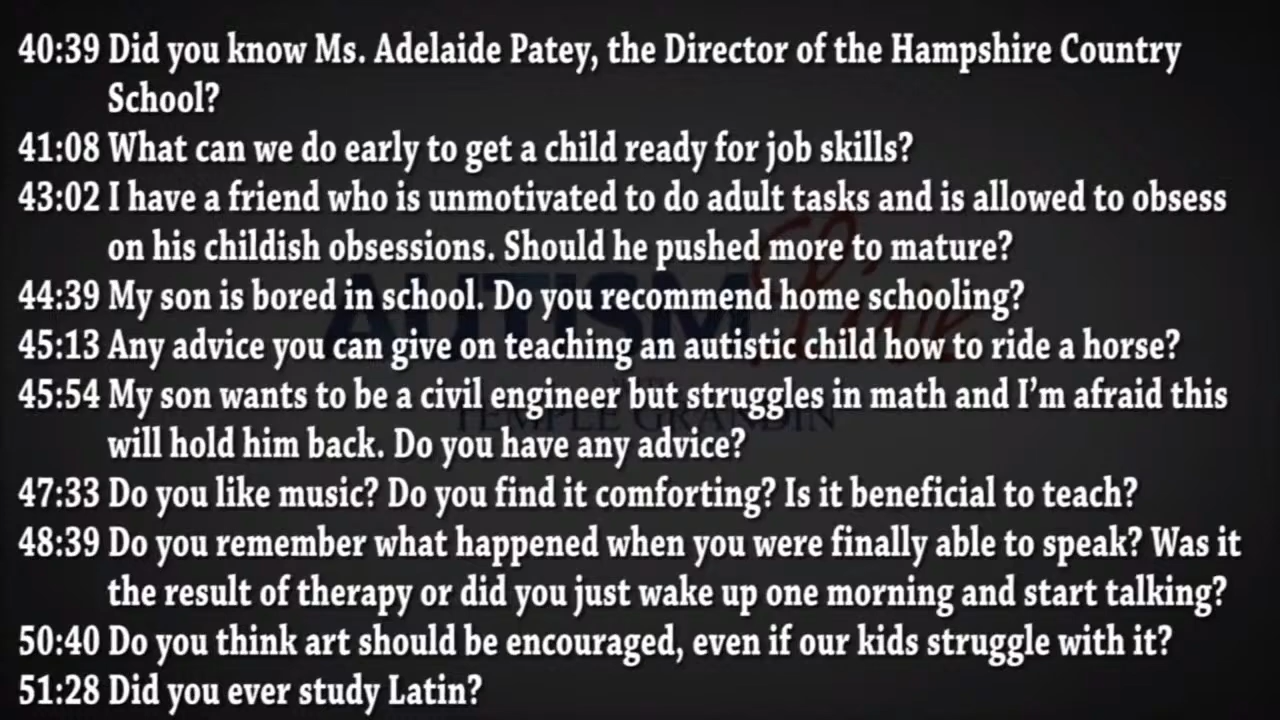 40:39 Did you know Ms. Adelaide Patey, the Director of the Hampshire Country
School?
41:08 What can we do early to get a child ready for job skills?
43:02 I have a friend who is unmotivated to do adult tasks and is allowed to obsess
on his childish obsessions. Should he pushed more to mature?
44:39 My son is bored in school. Do you recommend home schooling?
45:13 Any advice you can give on teaching an autistic child how to ride a horse?
45:54 My son wants to be a civil engineer but struggles in math and I'm afraid this
will hold him back. Do you have any advice?
47:33 Do you like music? Do you find it comforting? Is it beneficial to teach?
48:39 Do you remember what happened when you were finally able to speak? Was it
the result of therapy or did you just wake up one morning and start talking?
50:40 Do you think art should be encouraged, even if our kids struggle with it?
51:28 Did you ever study Latin?
AUTISM Live
TEMPLE GRANDIN